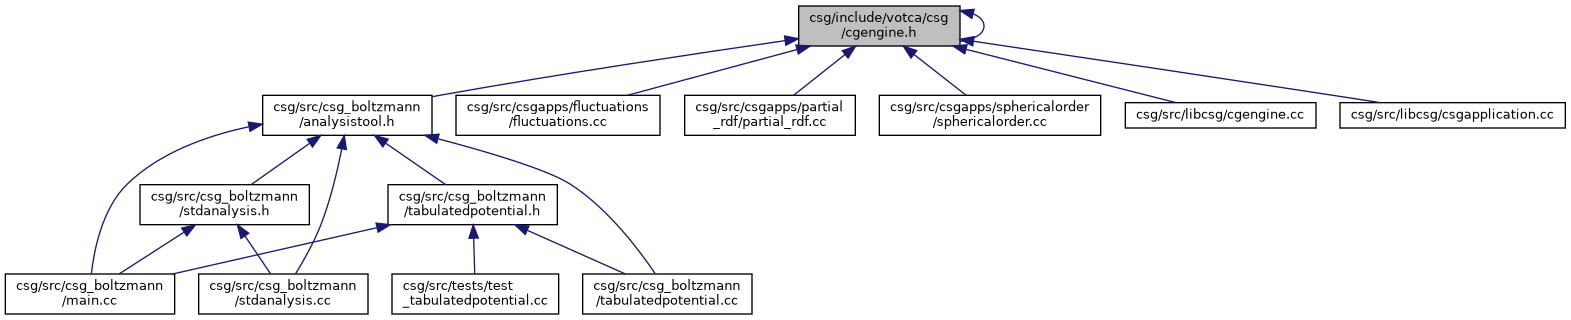 csg/include/votca/csg
/cgengine.h
csg/src/csg_boltzmann
/analysistool.h
csg/src/csgapps/fluctuations
/fluctuations.cc
csg/src/csgapps/partial
_rdf/partial_rdf.cc
csg/src/csgapps/sphericalorder
/sphericalorder.cc
csg/src/libcsg/cgengine.cc
csg/src/libcsg/csgapplication.cc
csg/src/csg_boltzmann
/stdanalysis.h
csg/src/csg_boltzmann
/tabulatedpotential.h
csg/src/csg_boltzmann
/main.cc
csg/src/csg_boltzmann
/stdanalysis.cc
csg/src/tests/test
_tabulatedpotential.cc
csg/src/csg_boltzmann
/tabulatedpotential.cc